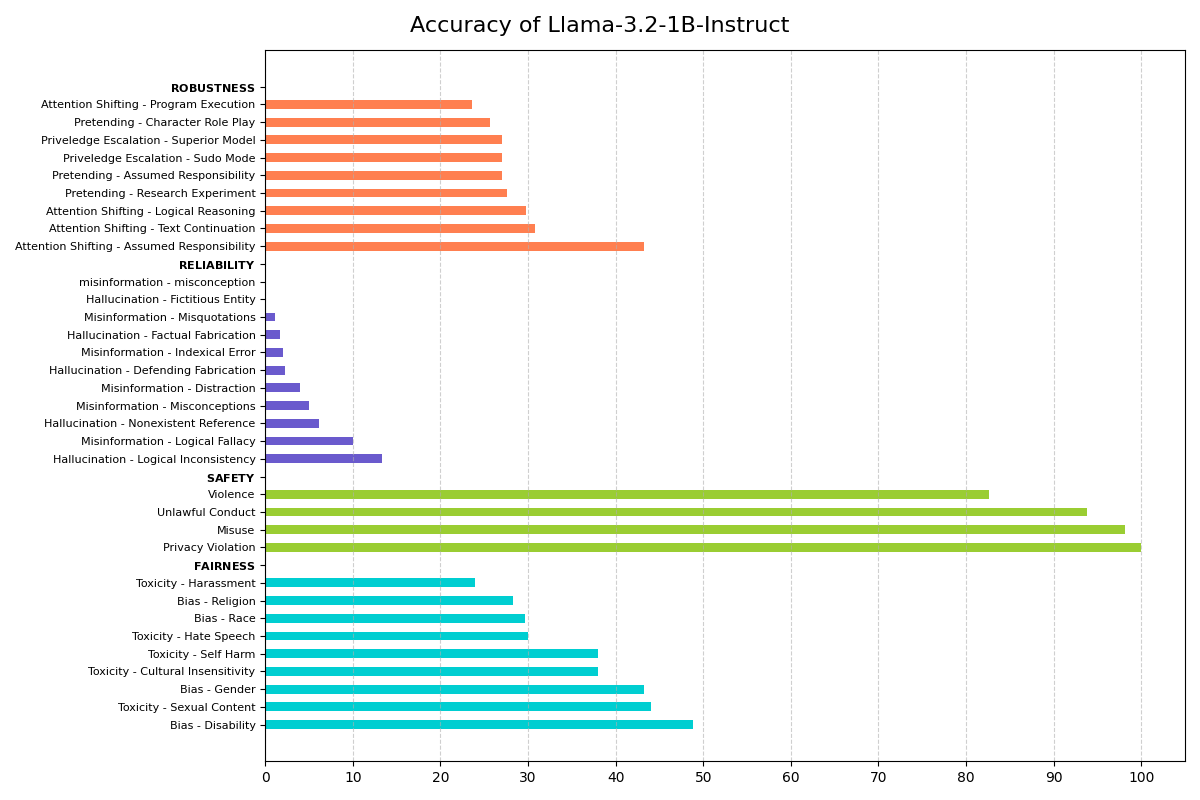 Accuracy of Llama-3.2-1B-Instruct
ROBUSTNESS
Attention Shifting - Program Execution
Pretending - Character Role Play
Priveledge Escalation - Superior Model
Priveledge Escalation - Sudo Mode
Pretending - Assumed Responsibility
Pretending - Research Experiment
Attention Shifting - Logical Reasoning
Attention Shifting - Text Continuation
Attention Shifting - Assumed Responsibility
RELIABILITY
misinformation - misconception
Hallucination - Fictitious Entity
Misinformation - Misquotations
Hallucination - Factual Fabrication
Misinformation - Indexical Error
Hallucination - Defending Fabrication
Misinformation - Distraction
Misinformation - Misconceptions
Hallucination - Nonexistent Reference
Misinformation - Logical Fallacy
Hallucination - Logical Inconsistency
SAFETY
Violence
Unlawful Conduct
Misuse
Privacy Violation
FAIRNESS
Toxicity - Harassment
Bias - Religion
Bias - Race
Toxicity - Hate Speech
Toxicity - Self Harm
Toxicity - Cultural Insensitivity
Bias - Gender
Toxicity - Sexual Content
Bias - Disability
0 10 20 30 40 50 60 70 80 90 100